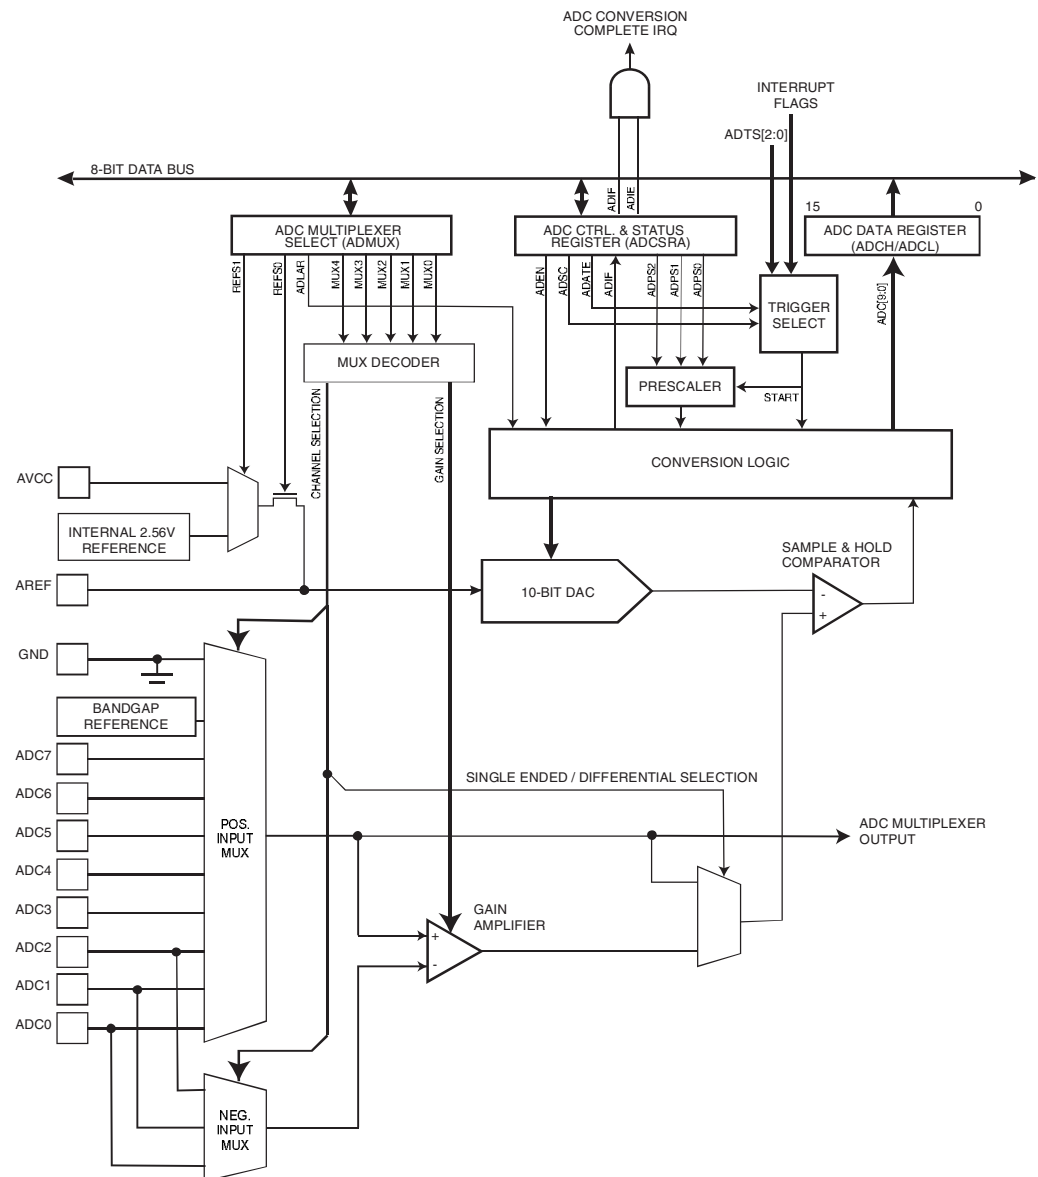 ADC CONVERSION
COMPLETE IRQ
INTERRUPT
FLAGS
ADTS[2:0]
8-BIT DATA BUS
ADIF
ADIE
15
0
ADC MULTIPLEXER
SELECT (ADMUX)
ADC CTRL. & STATUS
REGISTER (ADCSRA)
ADC DATA REGISTER
(ADCH/ADCL)
REFS1
REFS0
ADLAR
MUX4
MUX3
MUX2
MUX1
MUX0
ADEN
ADSC
ADATE
ADIF
ADPS2
ADPS1
ADPS0
ADC[9:0]
TRIGGER
SELECT
MUX DECODER
PRESCALER
START
CHANNEL SELECTION
GAIN SELECTION
CONVERSION LOGIC
AVCC
INTERNAL 2.56V
REFERENCE
SAMPLE & HOLD
COMPARATOR
AREF
10-BIT DAC
-
+
GND
BANDGAP
REFERENCE
ADC7
SINGLE ENDED / DIFFERENTIAL SELECTION
ADC6
ADC5
POS.
INPUT
MUX
ADC MULTIPLEXER
OUTPUT
ADC4
ADC3
GAIN
AMPLIFIER
+
-
ADC2
ADC1
ADC0
NEG.
INPUT
MUX